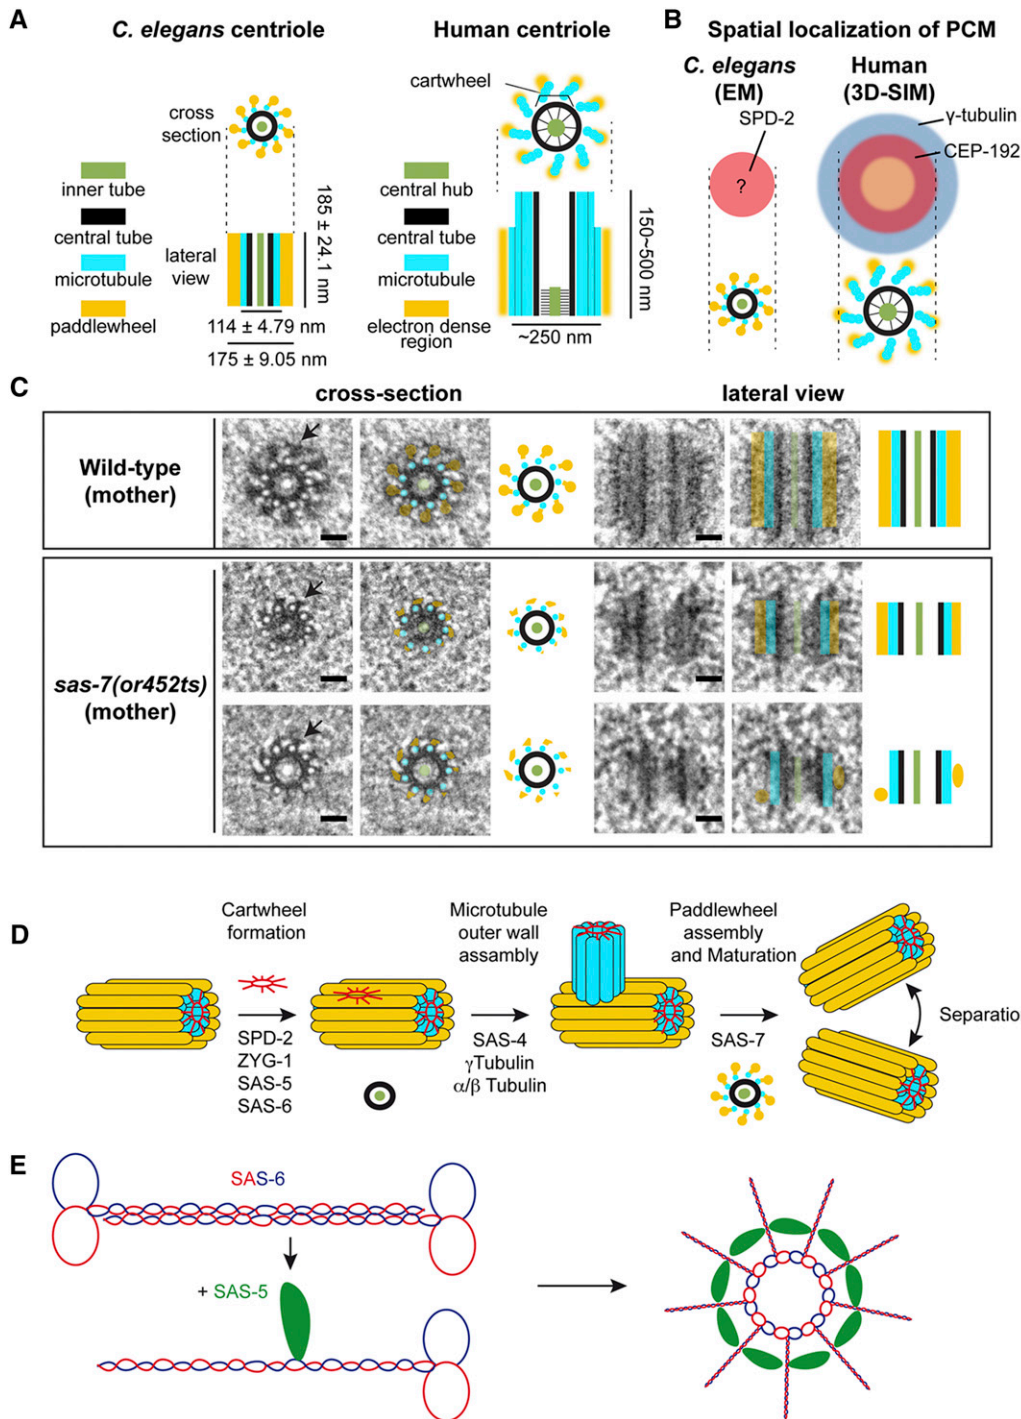 A
C. elegans centriole
Human centriole
cartwheel
cross
section
inner tube
central tube
microtubule
paddlewheel
lateral
view
185 ± 24.1 nm
114 ± 4.79 nm
175 ± 9.05 nm
central hub
central tube
microtubule
electron dense
region
150~500 nm
~250 nm
B
Spatial localization of PCM
C. elegans
(EM)
Human
(3D-SIM)
SPD-2
γ-tubulin
CEP-192
?
C
cross-section
lateral view
Wild-type
(mother)
sas-7(or452ts)
(mother)
D
Cartwheel
formation
SPD-2
ZYG-1
SAS-5
SAS-6
Microtubule
outer wall
assambly
SAS-4
γTubulin
α/β Tubulin
Paddlewheel
assembly
and Maturation
SAS-7
Separatio
E
SAS-6
+ SAS-5